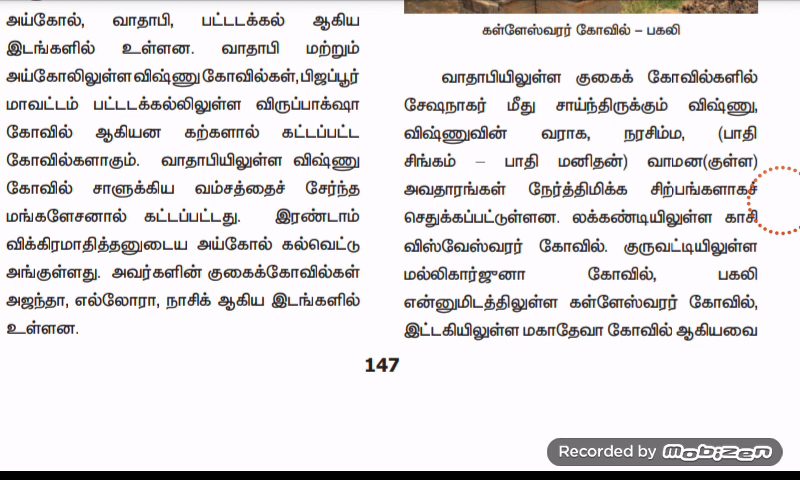 அய்கோல், வாதாபி, பட்டடக்கல் ஆகிய
இடங்களில் உள்ளன. வாதாபி மற்றும்
அய்கோலிலுள்ள விஷ்ணு கோவில்கள், பிஜப்பூர்
மாவட்டம் பட்டடக்கல்லிலுள்ள விருப்பாக்‌ஷா
கோவில் ஆகியன கற்களால் கட்டப்பட்ட
கோவில்களாகும். வாதாபியிலுள்ள விஷ்ணு
கோவில் சாளுக்கிய வம்சத்தைச் சேர்ந்த
மங்களேசனால் கட்டப்பட்டது. இரண்டாம்
விக்கிரமாதித்தனுடைய அய்கோல் கல்வெட்டு
அங்குள்ளது. அவர்களின் குகைக்கோவில்கள்
அஜந்தா, எல்லோரா, நாசிக் ஆகிய இடங்களில்
உள்ளன.
கள்ளேஸ்வரர் கோவில் – பகலி
வாதாபியிலுள்ள குகைக் கோவில்களில்
சேஷநாகர் மீது சாய்ந்திருக்கும் விஷ்ணு,
விஷ்ணுவின் வராக, நரசிம்ம, (பாதி
சிங்கம் – பாதி மனிதன்) வாமன(குள்ள)
அவதாரங்கள் நேர்த்திமிக்க சிற்பங்களாகச்
செதுக்கப்பட்டுள்ளன. லக்கண்டியிலுள்ள காசி
விஸ்வேஸ்வரர் கோவில். குருவட்டியிலுள்ள
மல்லிகார்ஜுனா கோவில், பகலி
என்னுமிடத்திலுள்ள கள்ளேஸ்வரர் கோவில்,
இட்டகியிலுள்ள மகாதேவா கோவில் ஆகியவை
147
Recorded by mobizen